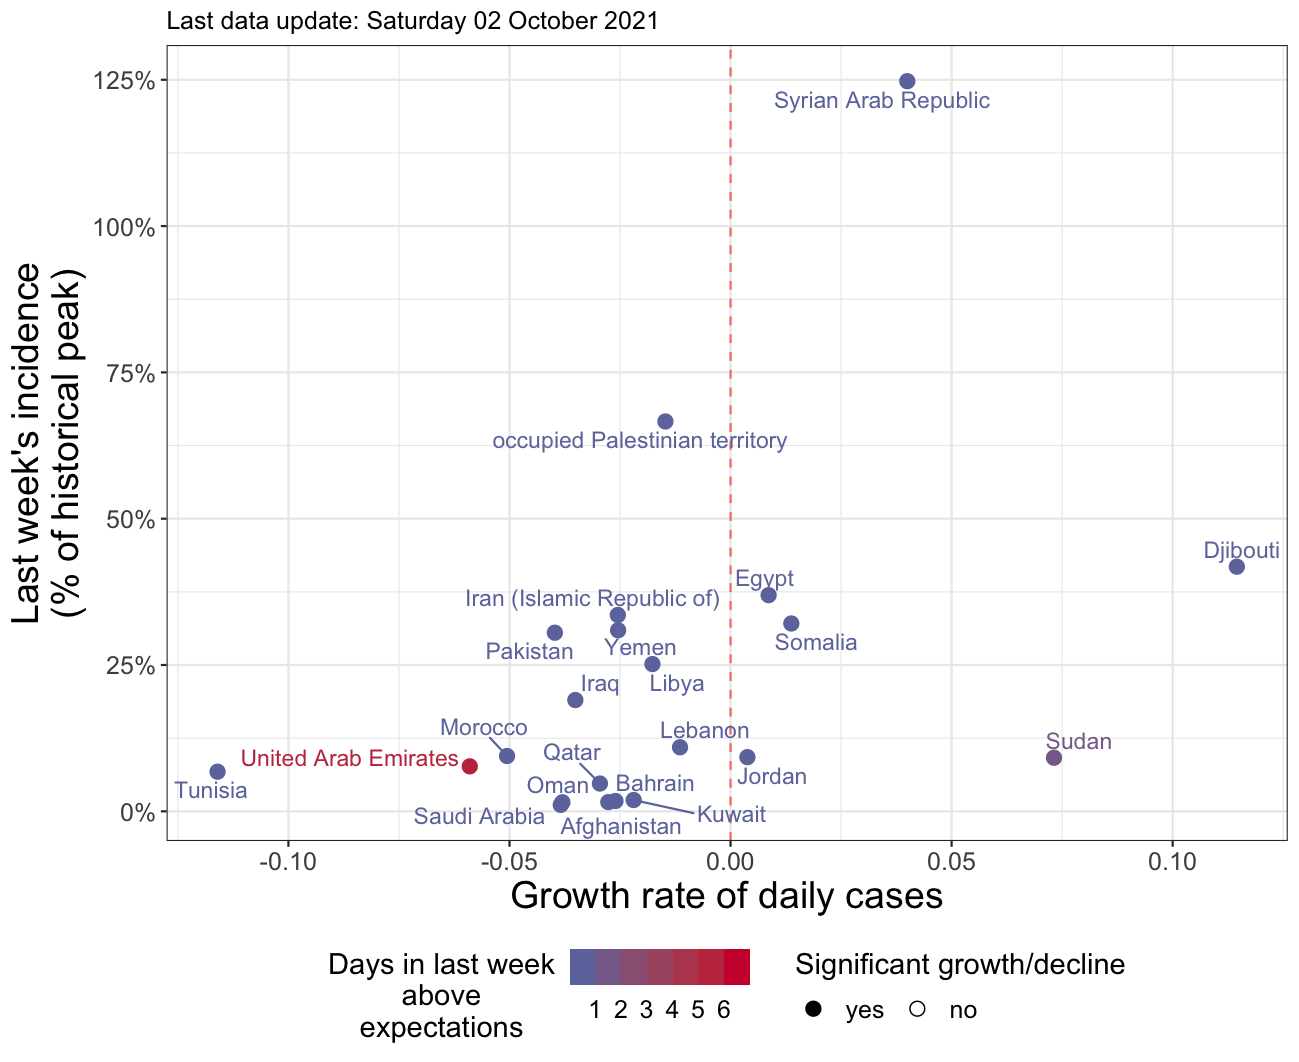 Last data update: Saturday 02 October 2021
Last week's incidence
(% of historical peak)
125%
100%
75%
50%
25%
0%
Syrian Arab Republic
occupied Palestinian territory
Djibouti
Egypt
Iran (Islamic Republic of)
Somalia
Yemen
Pakistan
Libya
Iraq
Morocco
Lebanon
Sudan
Qatar
United Arab Emirates
Jordan
Tunisia
Oman
Bahrain
Saudi Arabia
Kuwait
Afghanistan
-0.10 -0.05 0.00 0.05 0.10
Growth rate of daily cases
Days in last week
above
expectations
1 2 3 4 5 6
Significant growth/decline
yes no